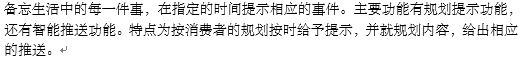 备忘生活中的每一件事，在指定的时间提示相应的事件。主要功能有规划提示功能，
还有智能推送功能。特点为按消费者的规划按时给予提示，并就规划内容，给出相应
的推送。↵